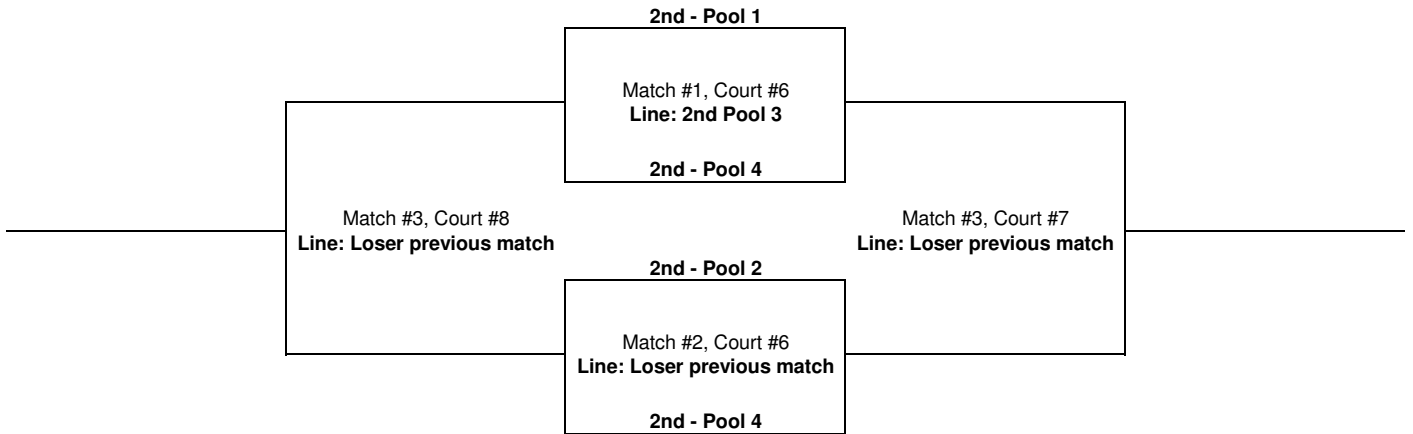 2nd - Pool 1
Match #1, Court #6
Line: 2nd Pool 3
2nd - Pool 4
Match #3, Court #8
Line: Loser previous match
Match #3, Court #7
Line: Loser previous match
2nd - Pool 2
Match #2, Court #6
Line: Loser previous match
2nd - Pool 4